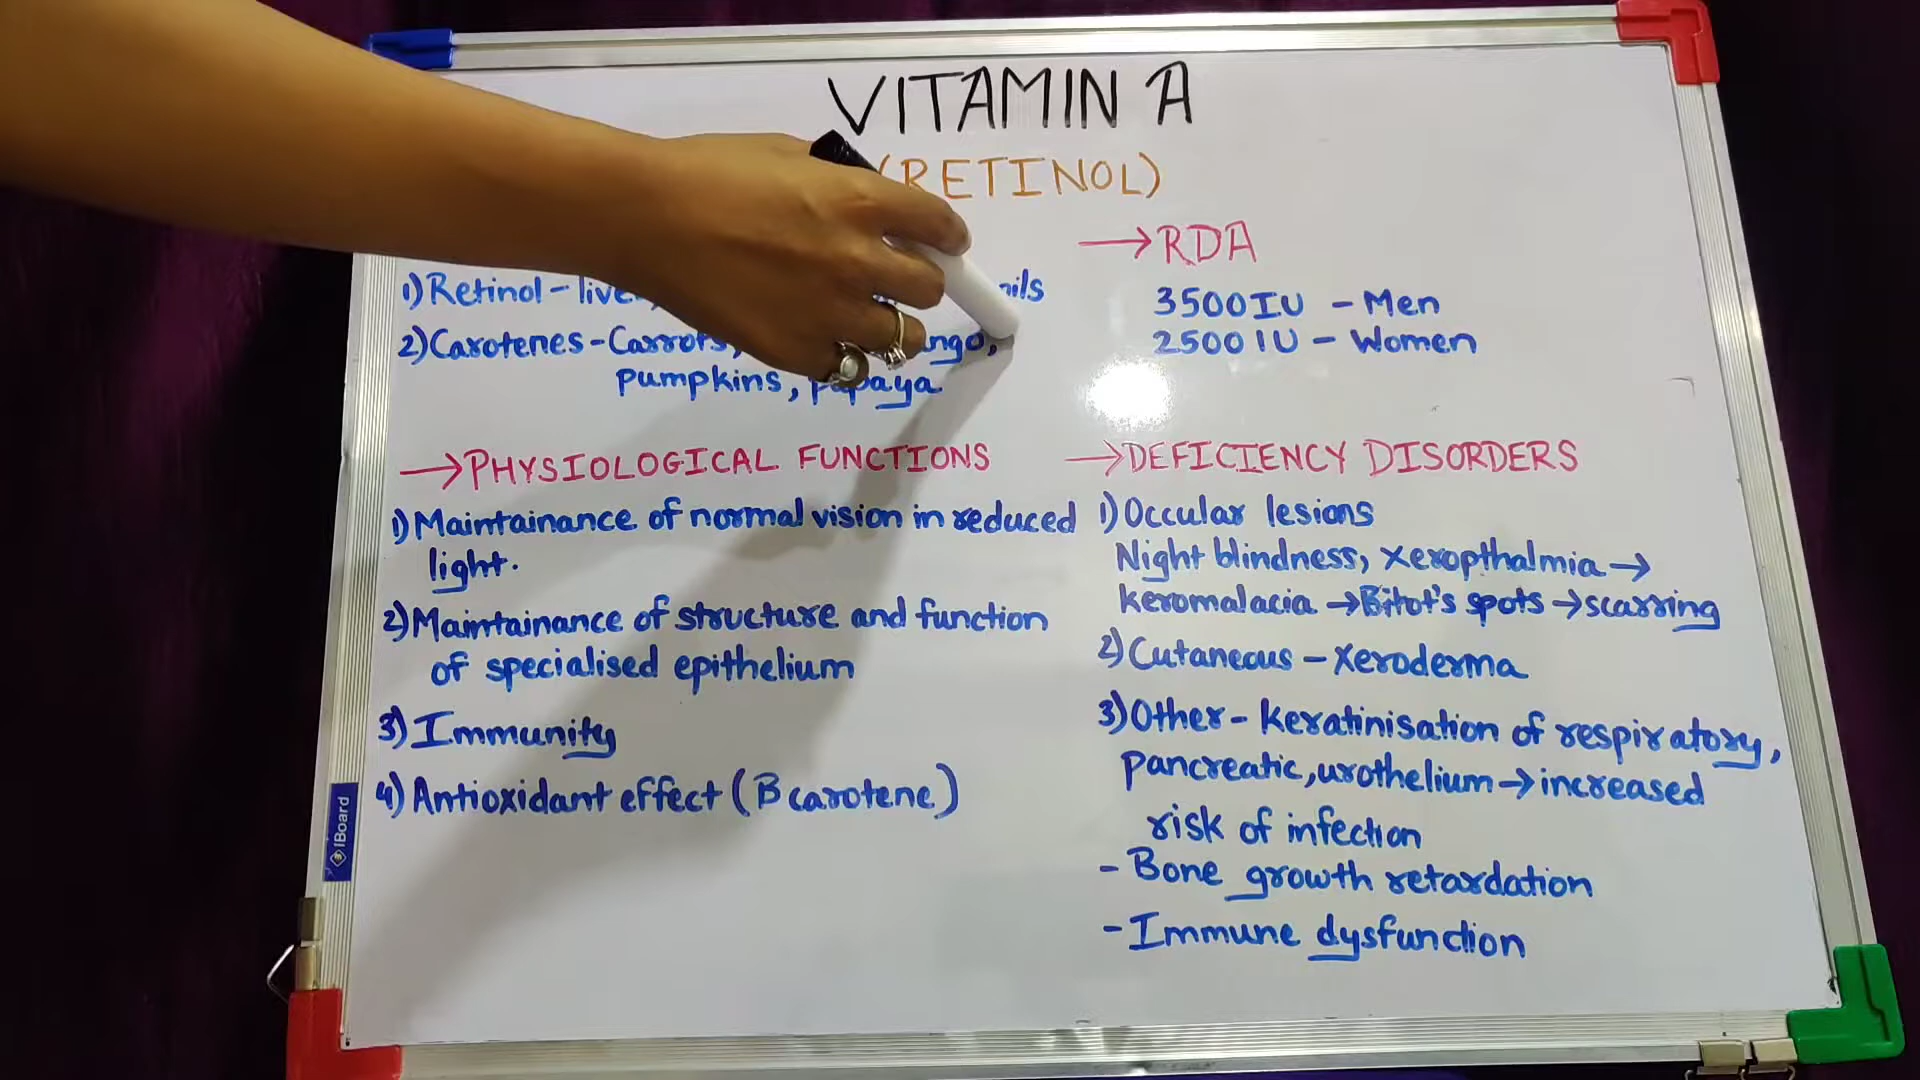 VITAMIN A
(RETINOL)
1) Retinol - live
2) Carotenes - Carrots,
pumpkins, papaya
→ RDA
3500 IU - Men
2500 IU - Women
→ PHYSIOLOGICAL FUNCTIONS
1) Maintainance of normal vision in reduced
light.
2) Maintainance of structure and function
of specialised epithelium
3) Immunity
4) Antioxidant effect (B carotene)
→ DEFICIENCY DISORDERS
1) Occular lesions
Night blindness, xeropthalmia →
keromalacia → Bitot's spots → scarring
2) Cutaneous - Xeroderma
3) Other - Keratinisation of respiratory,
pancreatic, urothelium → increased
risk of infection
- Bone growth retardation
- Immune dysfunction
iBoard